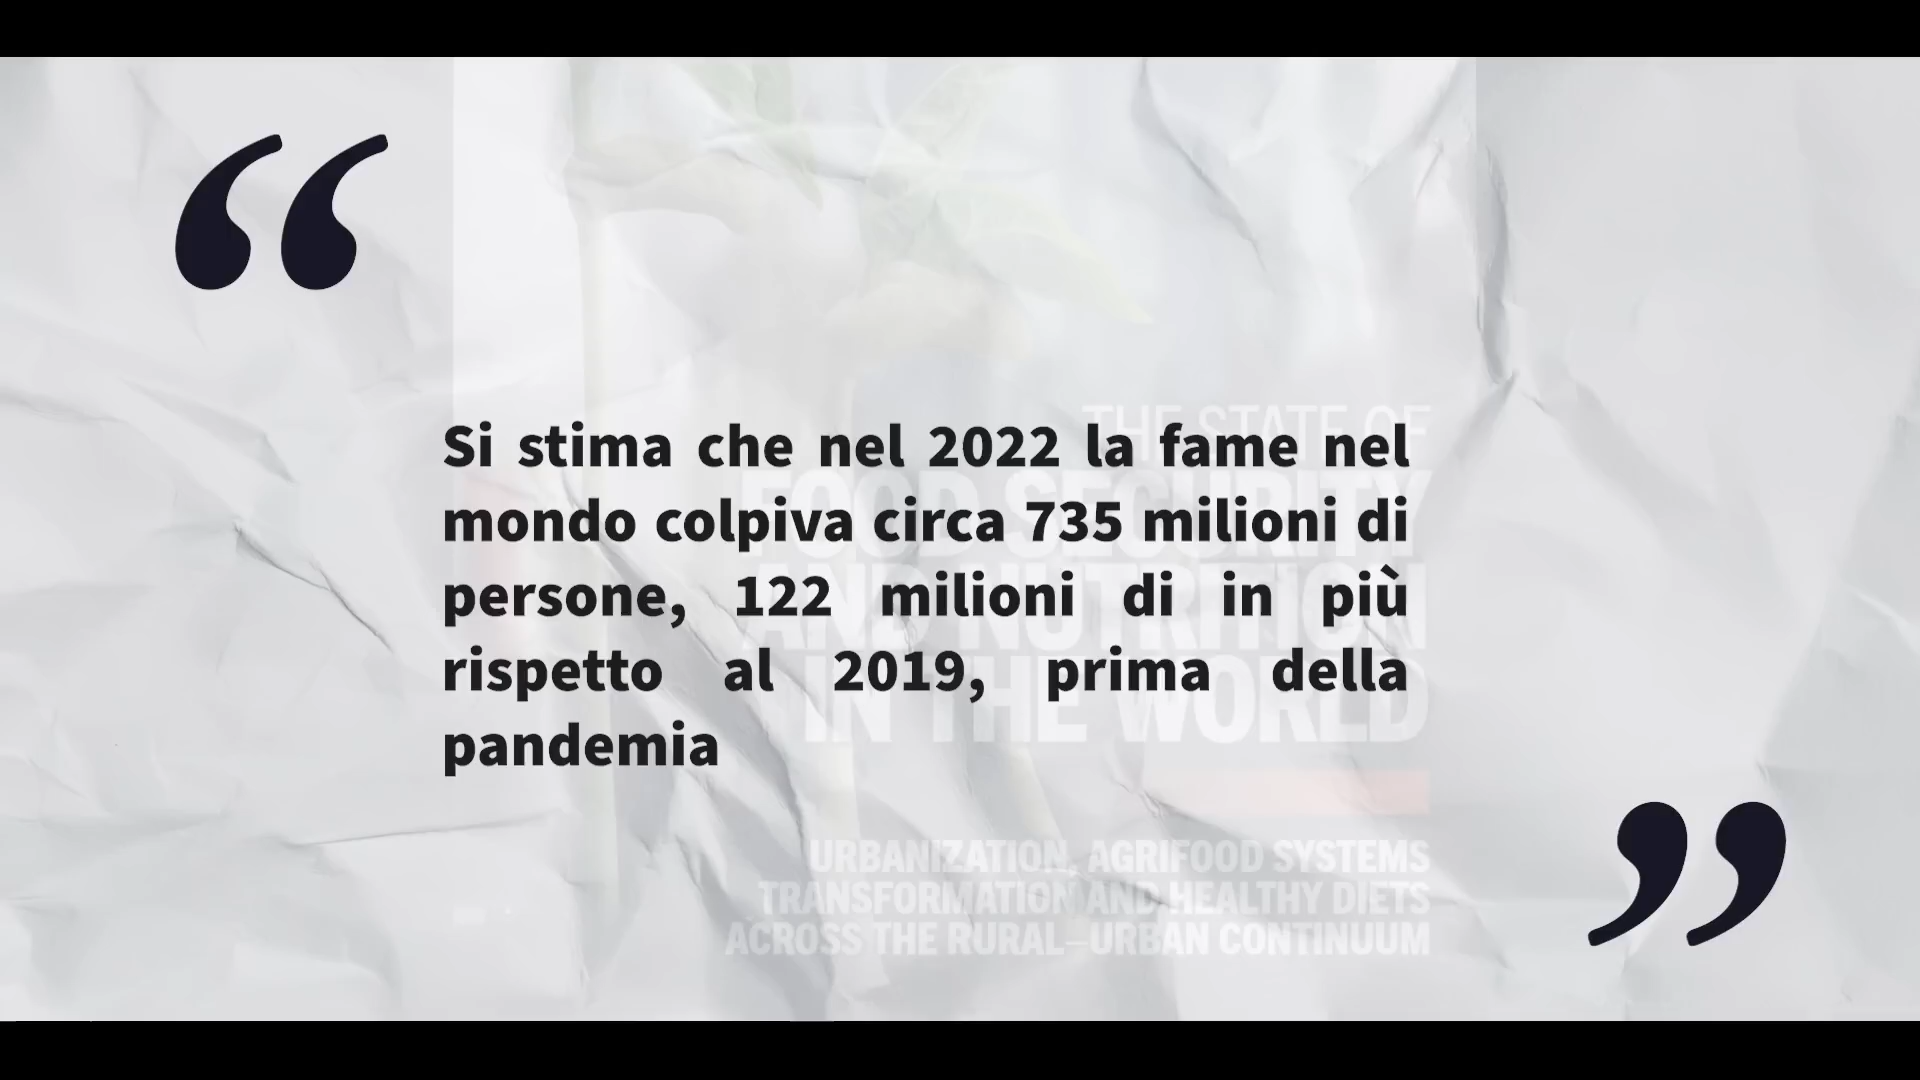 “
Si stima che nel 2022 la fame nel
mondo colpiva circa 735 milioni di
persone, 122 milioni di in più
rispetto al 2019, prima della
pandemia
”
THE STATE OF
FOOD SECURITY
AND NUTRITION
IN THE WORLD
URBANIZATION, AGRIFOOD SYSTEMS
TRANSFORMATION AND HEALTHY DIETS
ACROSS THE RURAL–URBAN CONTINUUM